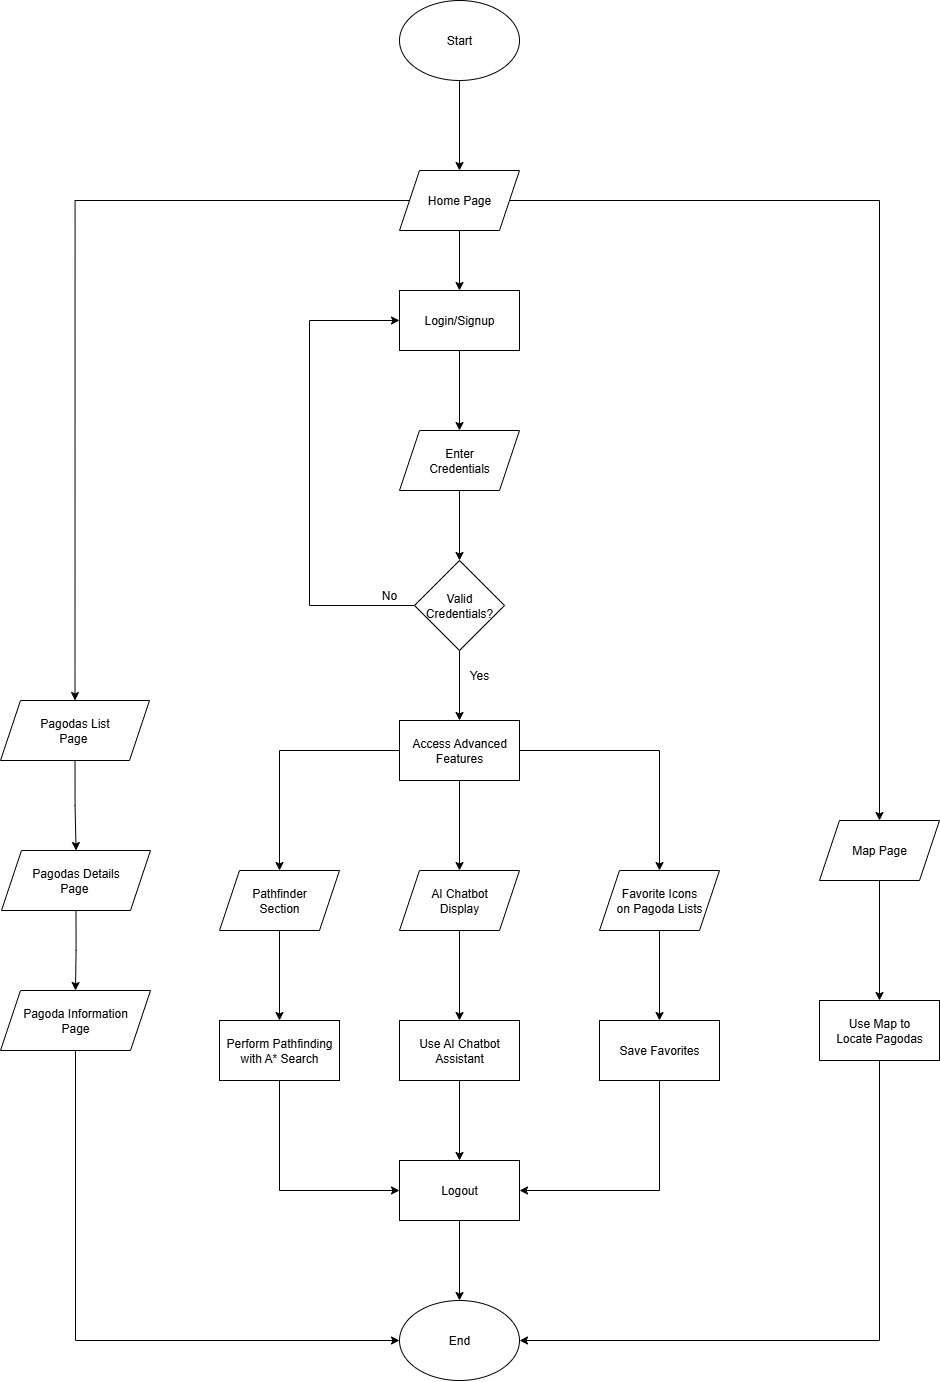 Start
Home Page
Login/Signup
Enter
Credentials
Valid
Credentials?
No
Yes
Pagodas List
Page
Access Advanced
Features
Pagodas Details
Page
Pathfinder
Section
AI Chatbot
Display
Favorite Icons
on Pagoda Lists
Map Page
Pagoda Information
Page
Perform Pathfinding
with A* Search
Use AI Chatbot
Assistant
Save Favorites
Use Map to
Locate Pagodas
Logout
End